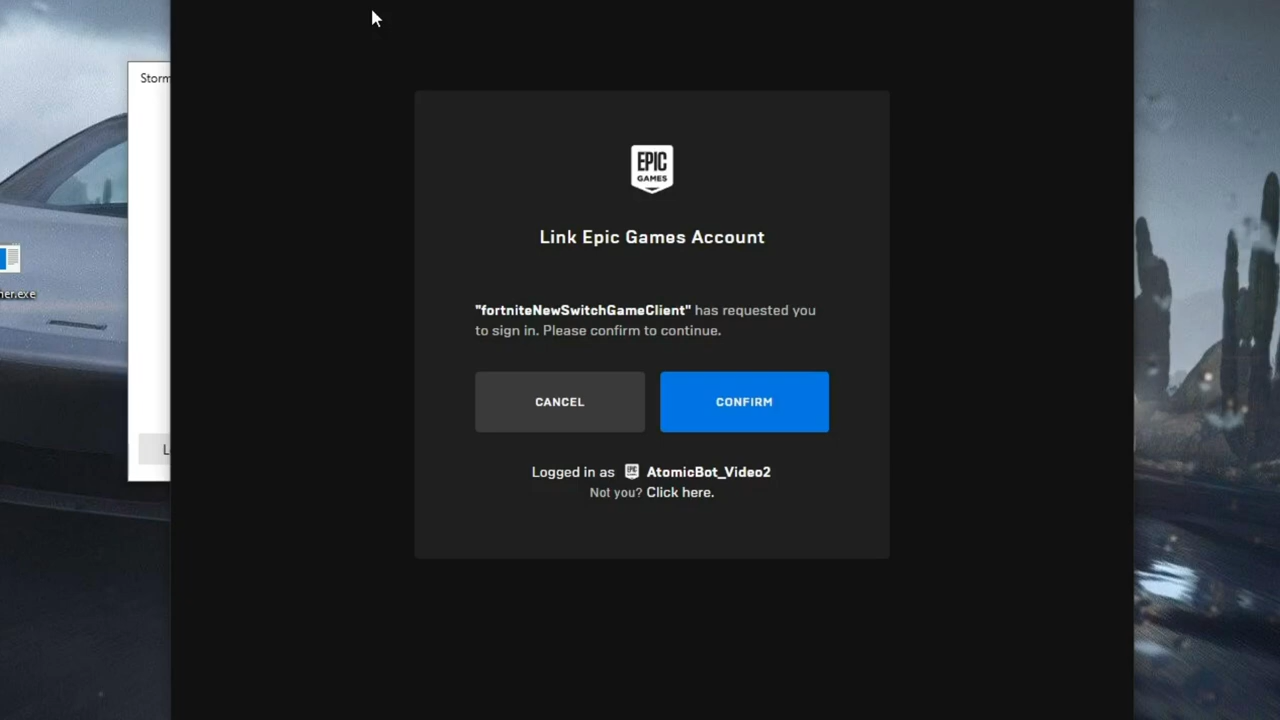 Storm
EPIC
GAMES
Link Epic Games Account
"fortniteNewSwitchGameClient" has requested you
to sign in. Please confirm to continue.
CANCEL CONFIRM
Logged in as AtomicBot_Video2
Not you? Click here.
her.exe
L